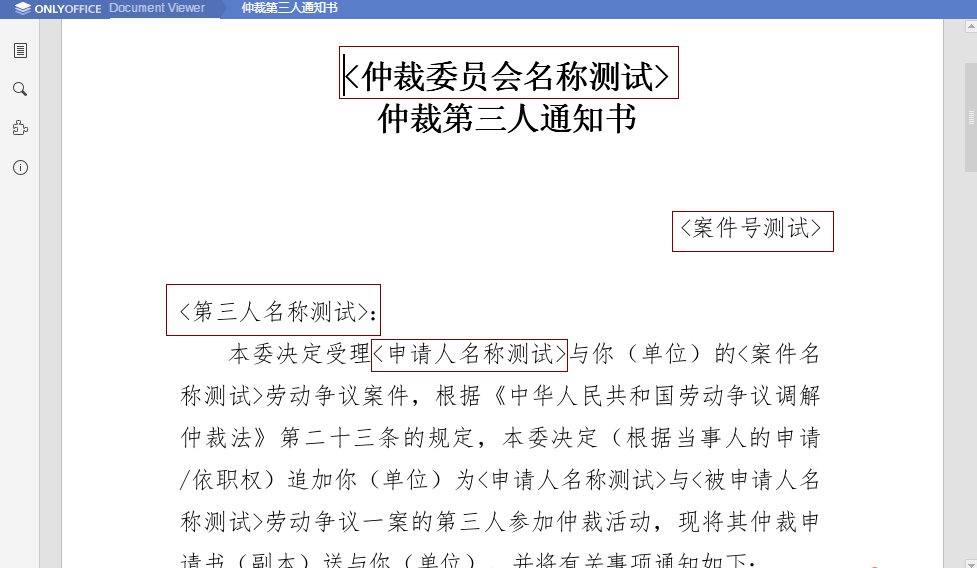 ONLYOFFICE Document Viewer 仲裁第三人通知书
<仲裁委员会名称测试>
仲裁第三人通知书
<案件号测试>
<第三人名称测试>：
本委决定受理<申请人名称测试>与你（单位）的<案件名
称测试>劳动争议案件，根据《中华人民共和国劳动争议调解
仲裁法》第二十三条的规定，本委决定（根据当事人的申请
/依职权）追加你（单位）为<申请人名称测试>与<被申请人名
称测试>劳动争议一案的第三人参加仲裁活动，现将其仲裁申
请书（副本）送与你（单位），并将有关事项通知如下：